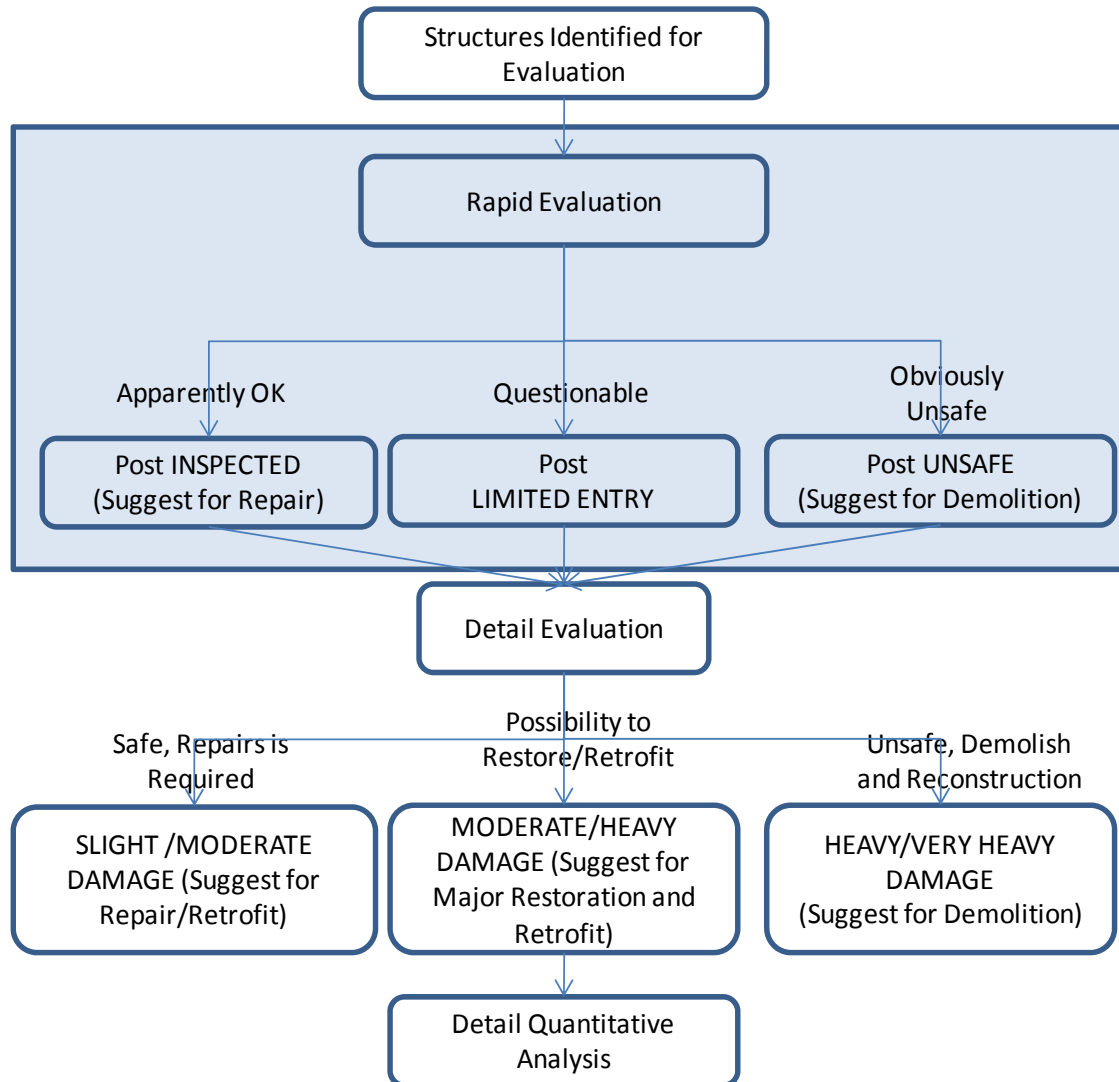 Structures Identified for
Evaluation
Rapid Evaluation
Apparently OK
Questionable
Obviously
Unsafe
Post INSPECTED
(Suggest for Repair)
Post
LIMITED ENTRY
Post UNSAFE
(Suggest for Demolition)
Detail Evaluation
Safe, Repairs is
Required
Possibility to
Restore/Retrofit
Unsafe, Demolish
and Reconstruction
SLIGHT /MODERATE
DAMAGE (Suggest for
Repair/Retrofit)
MODERATE/HEAVY
DAMAGE (Suggest for
Major Restoration and
Retrofit)
HEAVY/VERY HEAVY
DAMAGE
(Suggest for Demolition)
Detail Quantitative
Analysis